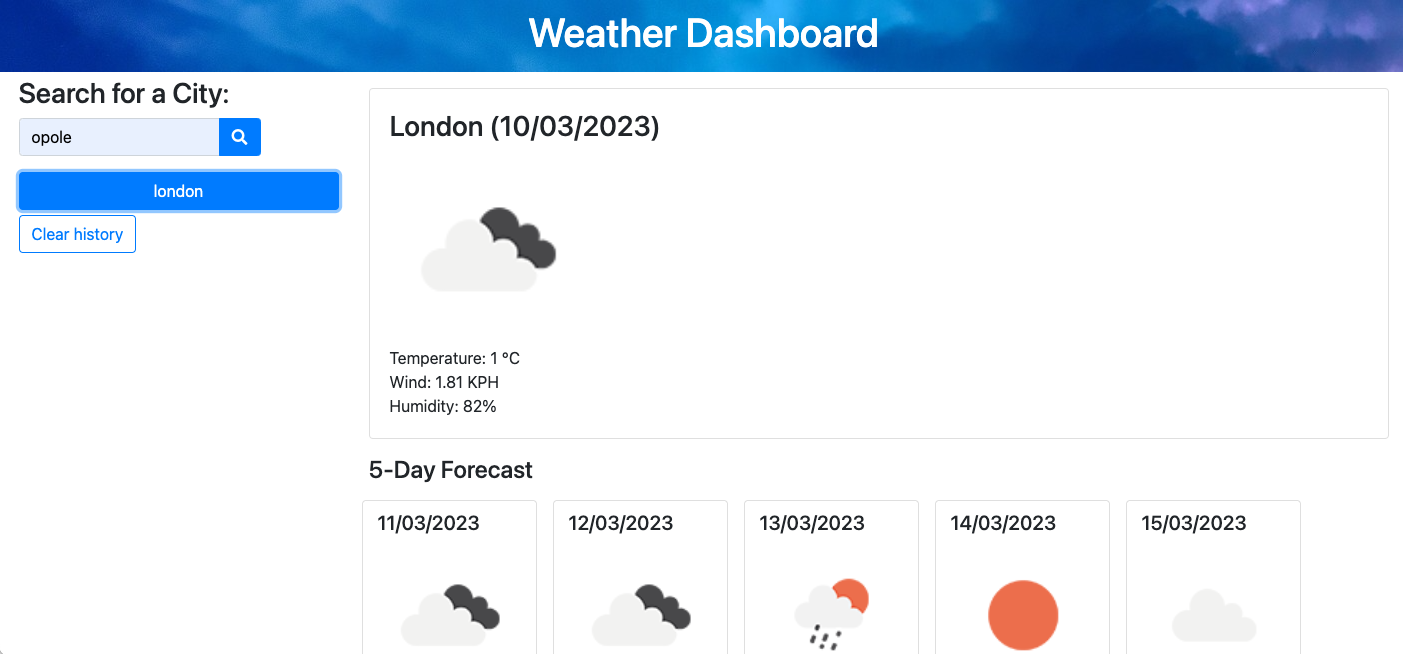 Weather Dashboard
Search for a City:
opole
london
Clear history
London (10/03/2023)
Temperature: 1 °C
Wind: 1.81 KPH
Humidity: 82%
5-Day Forecast
11/03/2023
12/03/2023
13/03/2023
14/03/2023
15/03/2023